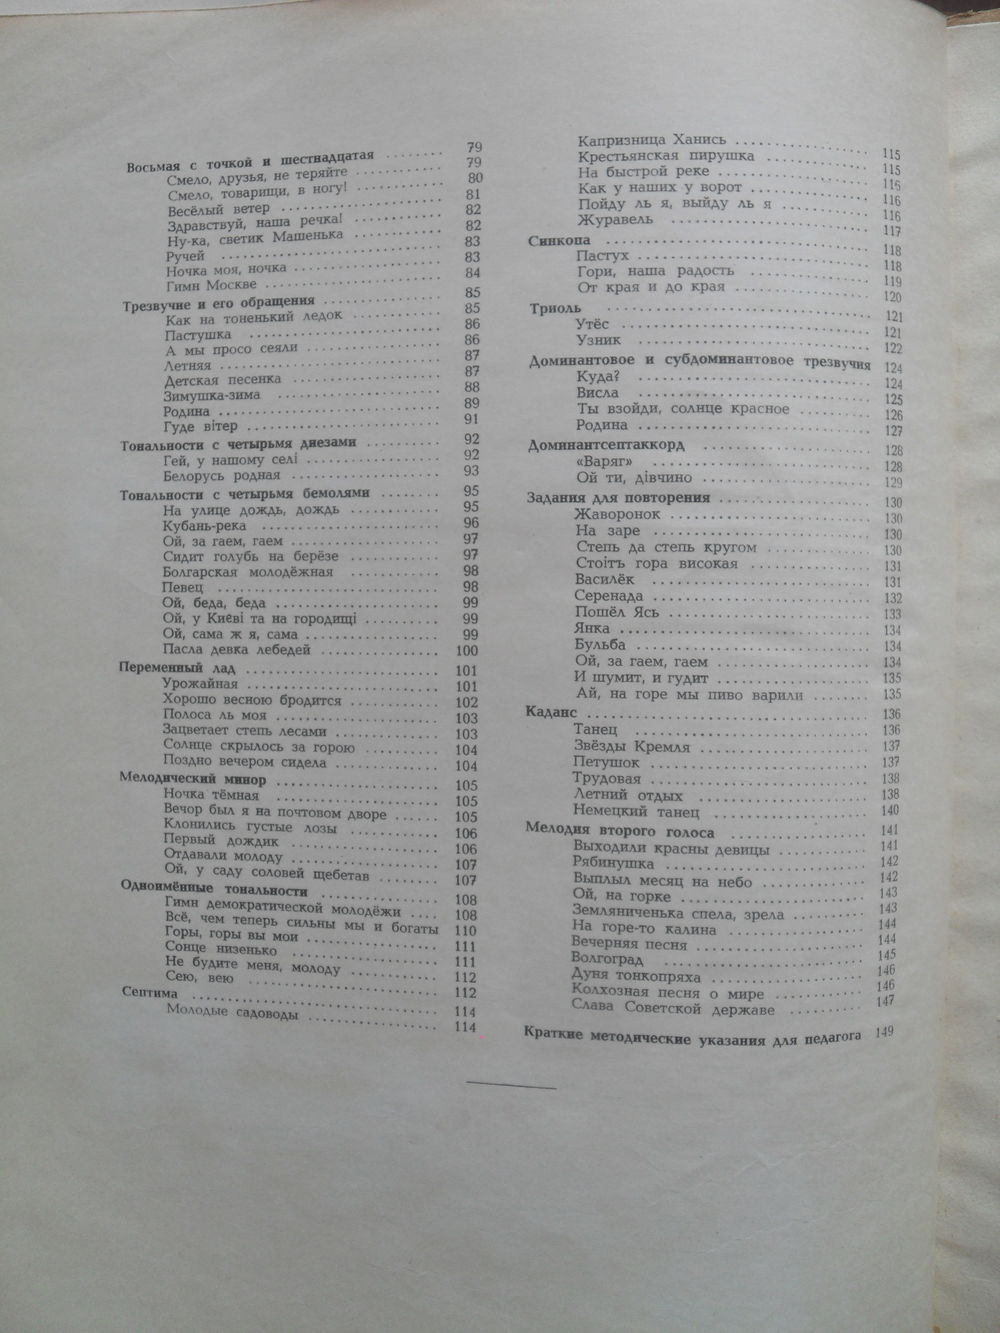 Восьмая с точкой и шестнадцатая ........ 79
Смело, друзья, не теряйте ........ 79
Смело, товарищи, в ногу! ........ 80
Весёлый ветер ........ 81
Здравствуй, наша речка! ........ 82
Ну-ка, светик Машенька ........ 82
Ручей ........ 83
Ночка моя, ночка ........ 83
Гимн Москве ........ 84
Трезвучие и его обращения ........ 85
Как на тоненький ледок ........ 85
Пастушка ........ 86
А мы просо сеяли ........ 86
Летняя ........ 87
Детская песенка ........ 87
Зимушка-зима ........ 88
Родина ........ 89
Гуде вітер ........ 91
Тональности с четырьмя диезами ........ 92
Гей, у нашому селі ........ 92
Белорусь родная ........ 93
Тональности с четырьмя бемолями ........ 95
На улице дождь, дождь ........ 95
Кубань-река ........ 96
Ой, за гаем, гаем ........ 97
Сидит голубь на берёзе ........ 97
Болгарская молодёжная ........ 98
Певец ........ 98
Ой, беда, беда ........ 99
Ой, у Києві та на городищі ........ 99
Ой, сама ж я, сама ........ 99
Пасла девка лебедей ........ 100
Переменный лад ........ 101
Урожайная ........ 101
Хорошо весною бродится ........ 102
Полоса ль моя ........ 103
Зацветает степь лесами ........ 103
Солнце скрылось за горою ........ 104
Поздно вечером сидела ........ 104
Мелодический минор ........ 105
Ночка тёмная ........ 105
Вечор был я на почтовом дворе ...... 105
Клонились густые лозы ........ 106
Первый дождик ........ 106
Отдавали молоду ........ 107
Ой, у саду соловей щебетав ........ 107
Одноимённые тональности ........ 108
Гимн демократической молодёжи .... 108
Всё, чем теперь сильны мы и богаты 110
Горы, горы вы мои ........ 111
Сонце низенько ........ 111
Не будите меня, молоду ........ 112
Сею, вею ........ 112
Септима ........ 114
Молодые садоводы ........ 114
Капризница Ханись ........ 115
Крестьянская пирушка ........ 115
На быстрой реке ........ 116
Как у наших у ворот ........ 116
Пойду ль я, выйду ль я ........ 116
Журавель ........ 117
Синкопа ........ 118
Пастух ........ 118
Гори, наша радость ........ 119
От края и до края ........ 120
Триоль ........ 121
Утёс ........ 121
Узник ........ 122
Доминантовое и субдоминантовое трезвучия 124
Куда? ........ 124
Висла ........ 125
Ты взойди, солнце красное ........ 126
Родина ........ 127
Доминантсептаккорд ........ 128
«Варяг» ........ 128
Ой ти, дівчино ........ 129
Задания для повторения ........ 130
Жаворонок ........ 130
На заре ........ 130
Степь да степь кругом ........ 130
Стоітъ гора високая ........ 131
Василёк ........ 131
Серенада ........ 132
Пошёл Ясь ........ 133
Янка ........ 134
Бульба ........ 134
Ой, за гаем, гаем ........ 134
И шумит, и гудит ........ 135
Ай, на горе мы пиво варили ....... 135
Каданс ........ 136
Танец ........ 136
Звёзды Кремля ........ 137
Петушок ........ 137
Трудовая ........ 138
Летний отдых ........ 138
Немецкий танец ........ 140
Мелодия второго голоса ........ 141
Выходили красны девицы ........ 141
Рябинушка ........ 142
Выплыл месяц на небо ........ 142
Ой, на горке ........ 143
Земляниченька спела, зрела ........ 143
На горе-то калина ........ 144
Вечерняя песня ........ 144
Волгоград ........ 145
Дуня тонкопряха ........ 146
Колхозная песня о мире ........ 146
Слава Советской державе ........ 147
Краткие методические указания для педагога 149